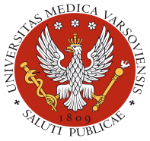 UNIVERSITAS MEDICA VARSOVIENSIS
1809
SALUTI PUBLICAE